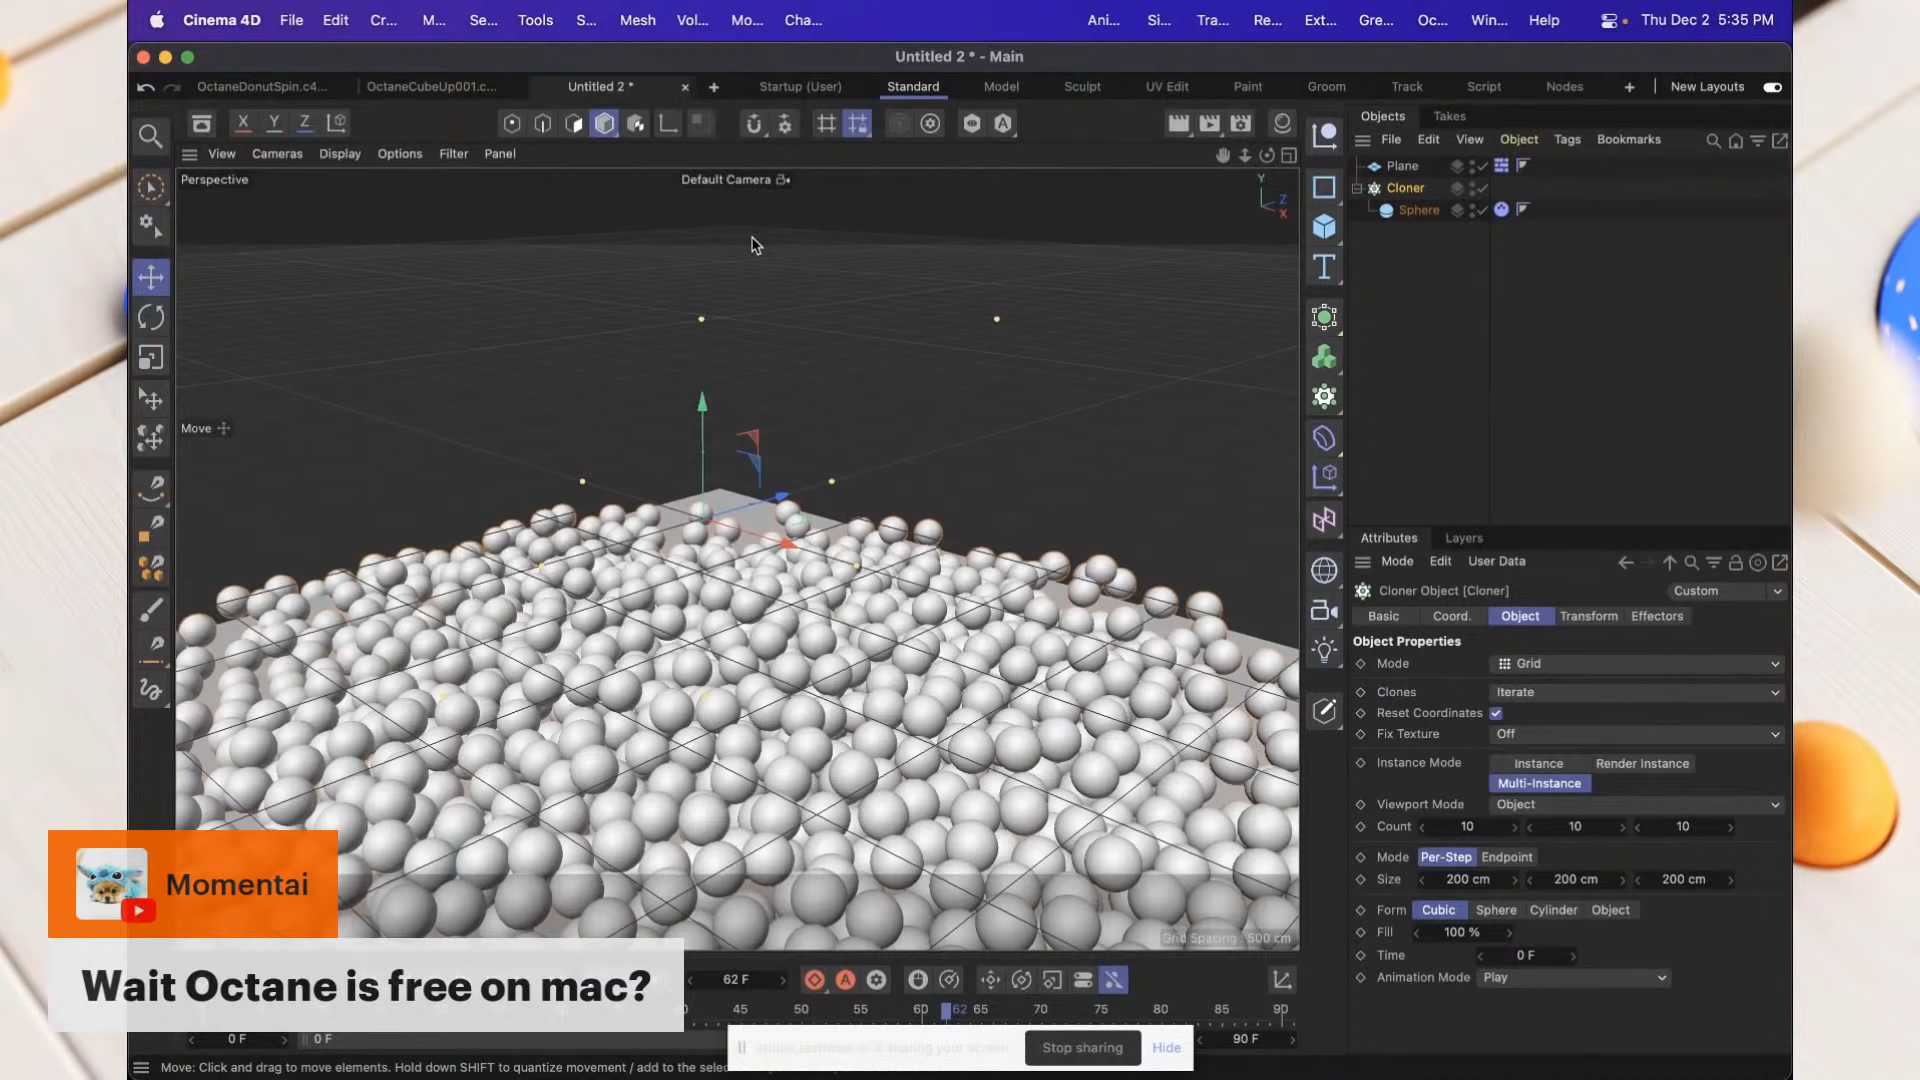 Cinema 4D File Edit Cr... M... Se... Tools S... Mesh Vol... Mo... Cha... Ani... Si... Tra... Re... Ext... Gre... Oc... Win... Help Thu Dec 2 5:35 PM
Untitled 2 * - Main
OctaneDonutSpin.c4... OctaneCubeUp001.c... Untitled 2 * × + Startup (User) Standard Model Sculpt UV Edit Paint Groom Track Script Nodes + New Layouts
X Y Z
Objects Takes
File Edit View Object Tags Bookmarks
View Cameras Display Options Filter Panel
Perspective Default Camera
Y
Z
X
Plane
Cloner
Sphere
Move
Attributes Layers
Mode Edit User Data
Cloner Object [Cloner] Custom
Basic Coord. Object Transform Effectors
Object Properties
Mode Grid
Clones Iterate
Reset Coordinates
Fix Texture Off
Instance Mode Instance Render Instance
Multi-Instance
Viewport Mode Object
Count 10 10 10
Mode Per-Step Endpoint
Size 200 cm 200 cm 200 cm
Form Cubic Sphere Cylinder Object
Fill 100 %
Time 0 F
Animation Mode Play
Grid Spacing : 500 cm
Momentai
Wait Octane is free on mac?
62 F
45 50 55 60 62 65 70 75 80 85 90
0 F 0 F 90 F
is sharing your screen
Stop sharing Hide
Move: Click and drag to move elements. Hold down SHIFT to quantize movement / add to the selec